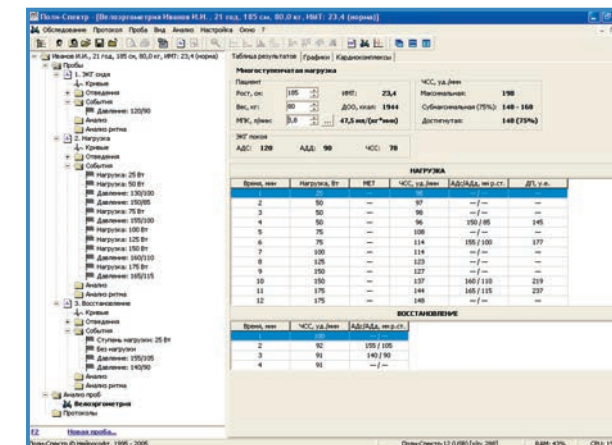 Поли-Спектр - [Велоэргометрия Иванов И.И. , 21 год, 185 см, 80,0 кг, ИМТ: 23,4 (норма)]
Обследование Протокол Проба Вид Анализ Настройка Окно ?
Иванов И.И., 21 год, 185 см, 80,0 кг, ИМТ: 23,4 (норма)
Пробы
1. ЭКГ сидя
Кривые
Отведения
События
Давление: 120/90
Анализ
Анализ ритма
2. Нагрузка
Кривые
Отведения
События
Нагрузка: 25 Вт
Нагрузка: 50 Вт
Давление: 130/100
Давление: 150/85
Нагрузка: 75 Вт
Давление: 155/100
Нагрузка: 100 Вт
Нагрузка: 125 Вт
Нагрузка: 150 Вт
Давление: 160/110
Нагрузка: 175 Вт
Давление: 165/115
Анализ
Анализ ритма
3. Восстановление
Кривые
Отведения
События
Ступень нагрузки: 25 Вт
Без нагрузки
Давление: 155/105
Давление: 140/90
Анализ
Анализ ритма
Анализ проб
Велоэргометрия
Протоколы
F2 Новая проба...
Таблица результатов Графики Кардиокомплексы
Многоступенчатая нагрузка
Пациент
Рост, см: 185 ИМТ: 23,4
Вес, кг: 80 ДОО, ккал: 1944
МПК, л/мин: 3,8 ... 47,5 мл/(кг*мин)
ЧСС, уд./мин
Максимальная: 198
Субмаксимальная (75%): 148 - 160
Достигнутая: 148 (75%)
ЭКГ покоя
АДС: 120 АДД: 90 ЧСС: 78
НАГРУЗКА
Время, мин Нагрузка, Вт МЕТ ЧСС, уд./мин АДс/АДд, мм р.ст. ДП, у.е.
1 25 —
2 50 — 97 —/—
3 50 — 98 —/—
4 50 — 96 150 / 85 145
5 75 — 108 —/—
6 75 — 114 155 / 100 177
7 100 — 114 —/—
8 125 — 123 —/—
9 150 — 127 —/—
10 150 — 137 160 / 110 219
11 175 — 144 165 / 115 237
12 175 — 148 —/—
ВОССТАНОВЛЕНИЕ
Время, мин ЧСС, уд./мин АДс/АДд, мм р.ст.
1
2 92 155 / 105
3 91 140 / 90
4 91 —/—
Поли-Спектр © Нейрософт, 1995 - 2005
RAM: 43%